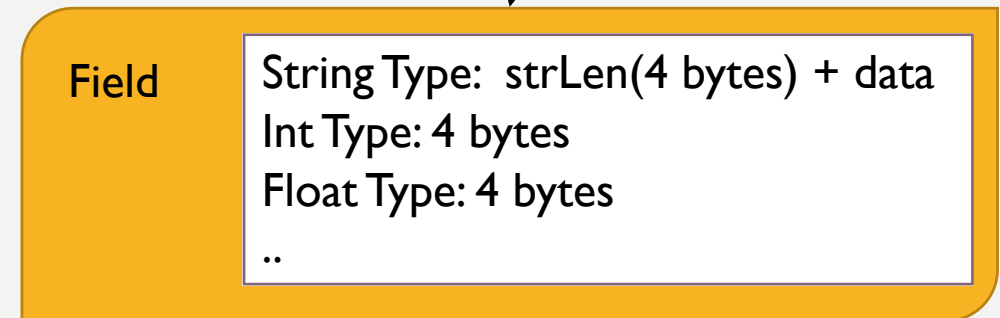 Field
String Type: strLen(4 bytes) + data
Int Type: 4 bytes
Float Type: 4 bytes
..